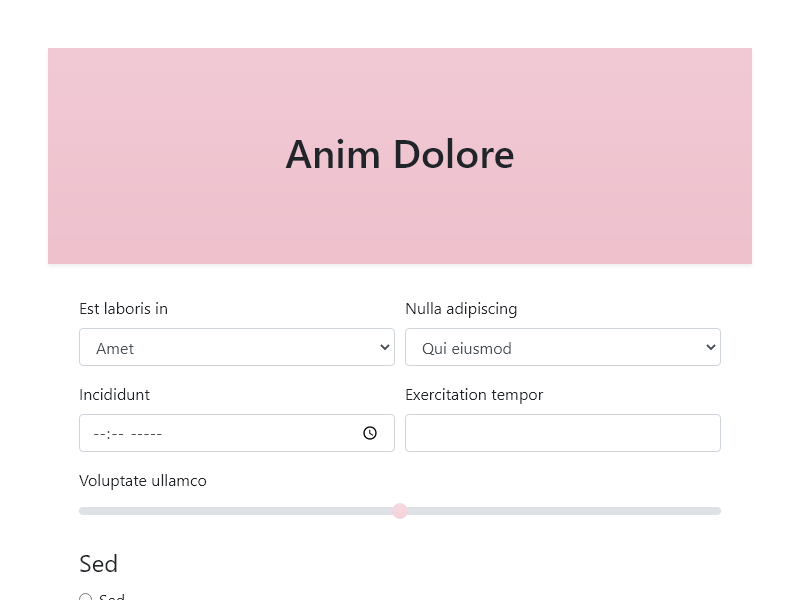 Anim Dolore
Est laboris in
Nulla adipiscing
Amet
Qui eiusmod
Incididunt
Exercitation tempor
--:-- -----
Voluptate ullamco
Sed
Sed